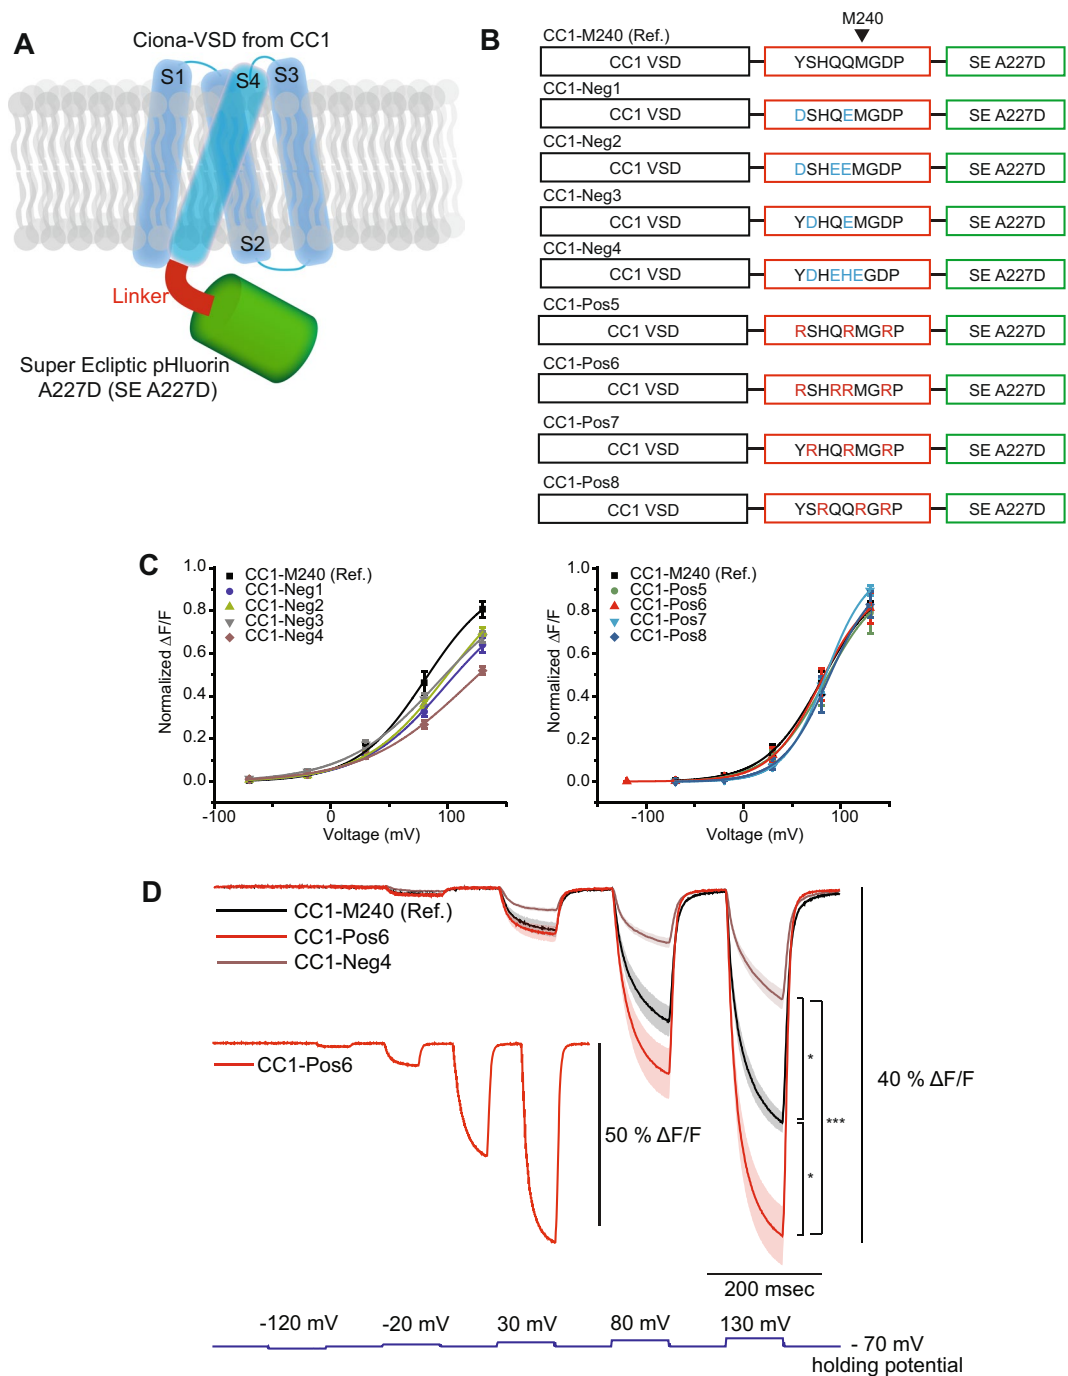 A
Ciona-VSD from CC1
S1
S4
S3
S2
Linker
Super Ecliptic pHluorin
A227D (SE A227D)
B
M240
CC1-M240 (Ref.)
CC1 VSD YSHQQMGDP SE A227D
CC1-Neg1
CC1 VSD DSHQEMGDP SE A227D
CC1-Neg2
CC1 VSD DSHEEMGDP SE A227D
CC1-Neg3
CC1 VSD YDHQEMGDP SE A227D
CC1-Neg4
CC1 VSD YDHEHEGDP SE A227D
CC1-Pos5
CC1 VSD RSHQRMGRP SE A227D
CC1-Pos6
CC1 VSD RSHRRMGRP SE A227D
CC1-Pos7
CC1 VSD YRHQRMGRP SE A227D
CC1-Pos8
CC1 VSD YSRQQRGRP SE A227D
C
Normalized ΔF/F
1.0
0.8
0.6
0.4
0.2
0.0
CC1-M240 (Ref.)
CC1-Neg1
CC1-Neg2
CC1-Neg3
CC1-Neg4
-100 0 100
Voltage (mV)
Normalized ΔF/F
1.0
0.8
0.6
0.4
0.2
0.0
CC1-M240 (Ref.)
CC1-Pos5
CC1-Pos6
CC1-Pos7
CC1-Pos8
-100 0 100
Voltage (mV)
D
CC1-M240 (Ref.)
CC1-Pos6
CC1-Neg4
CC1-Pos6
50 % ΔF/F
*
***
*
40 % ΔF/F
200 msec
-120 mV -20 mV 30 mV 80 mV 130 mV
- 70 mV
holding potential